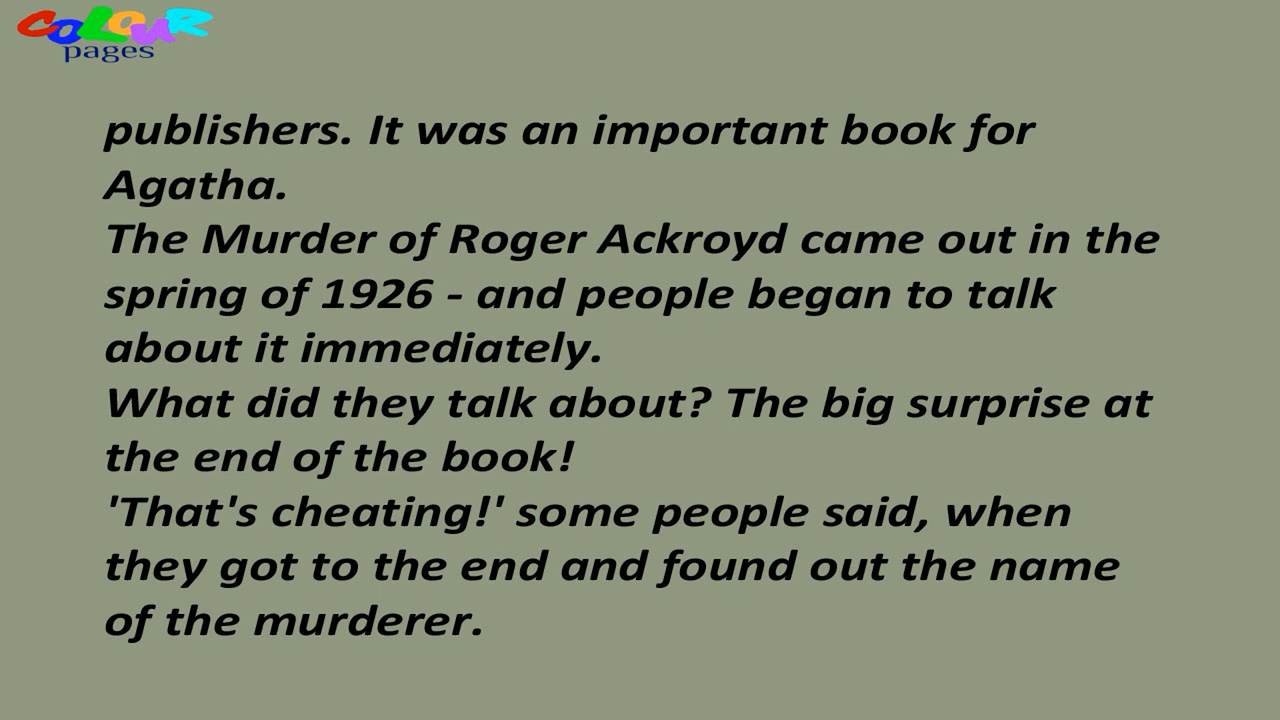 COLOUR
pages
publishers. It was an important book for
Agatha.
The Murder of Roger Ackroyd came out in the
spring of 1926 - and people began to talk
about it immediately.
What did they talk about? The big surprise at
the end of the book!
'That's cheating!' some people said, when
they got to the end and found out the name
of the murderer.